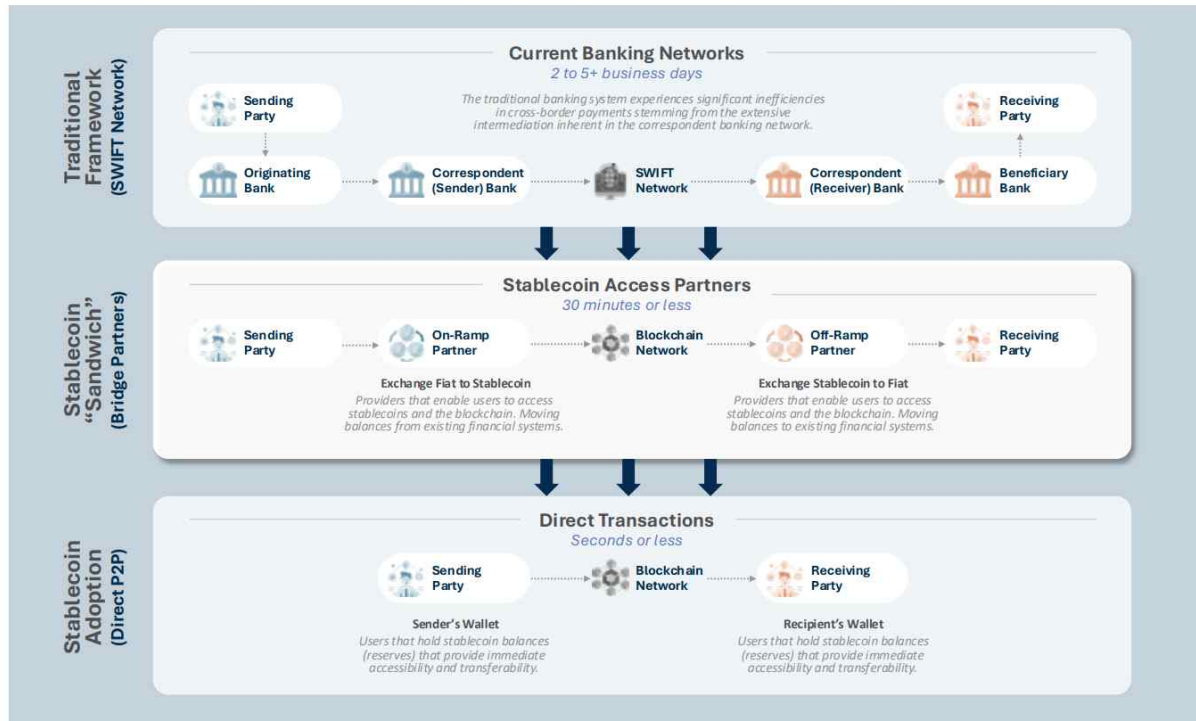 Traditional
Framework
(SWIFT Network)
Current Banking Networks
2 to 5+ business days
The traditional banking system experiences significant inefficiencies
in cross-border payments stemming from the extensive
intermediation inherent in the correspondent banking network.
Sending
Party
Receiving
Party
Originating
Bank
Correspondent
(Sender) Bank
SWIFT
Network
Correspondent
(Receiver) Bank
Beneficiary
Bank
Stablecoin
“Sandwich”
(Bridge Partners)
Stablecoin Access Partners
30 minutes or less
Sending
Party
On-Ramp
Partner
Blockchain
Network
Off-Ramp
Partner
Receiving
Party
Exchange Fiat to Stablecoin
Providers that enable users to access
stablecoins and the blockchain. Moving
balances from existing financial systems.
Exchange Stablecoin to Fiat
Providers that enable users to access
stablecoins and the blockchain. Moving
balances to existing financial systems.
Stablecoin
Adoption
(Direct P2P)
Direct Transactions
Seconds or less
Sending
Party
Blockchain
Network
Receiving
Party
Sender’s Wallet
Users that hold stablecoin balances
(reserves) that provide immediate
accessibility and transferability.
Recipient’s Wallet
Users that hold stablecoin balances
(reserves) that provide immediate
accessibility and transferability.